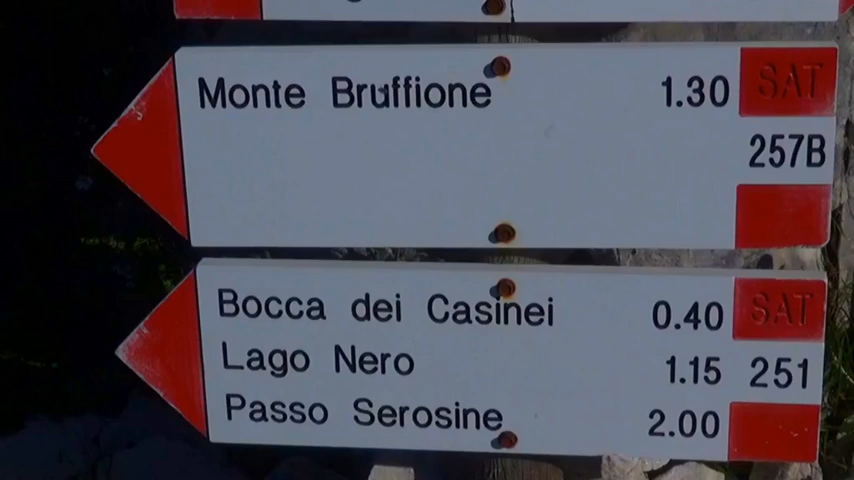 Monte Bruffione 1.30 SAT
257B
Bocca dei Casinei 0.40 SAT
Lago Nero 1.15 251
Passo Serosine 2.00